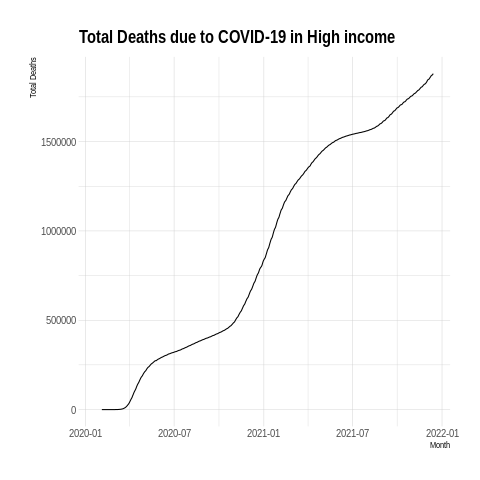 Total Deaths due to COVID-19 in High income
Total Deaths
1500000
1000000
500000
0
2020-01 2020-07 2021-01 2021-07 2022-01
Month